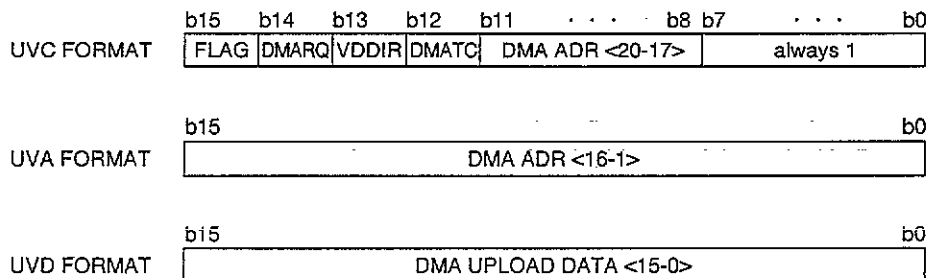 b15 b14 b13 b12 b11 · · · b8 b7 · · · b0
UVC FORMAT FLAG DMARQ VDDIR DMATC DMA ADR <20-17> always 1
b15 b0
UVA FORMAT DMA ADR <16-1>
b15 b0
UVD FORMAT DMA UPLOAD DATA <15-0>